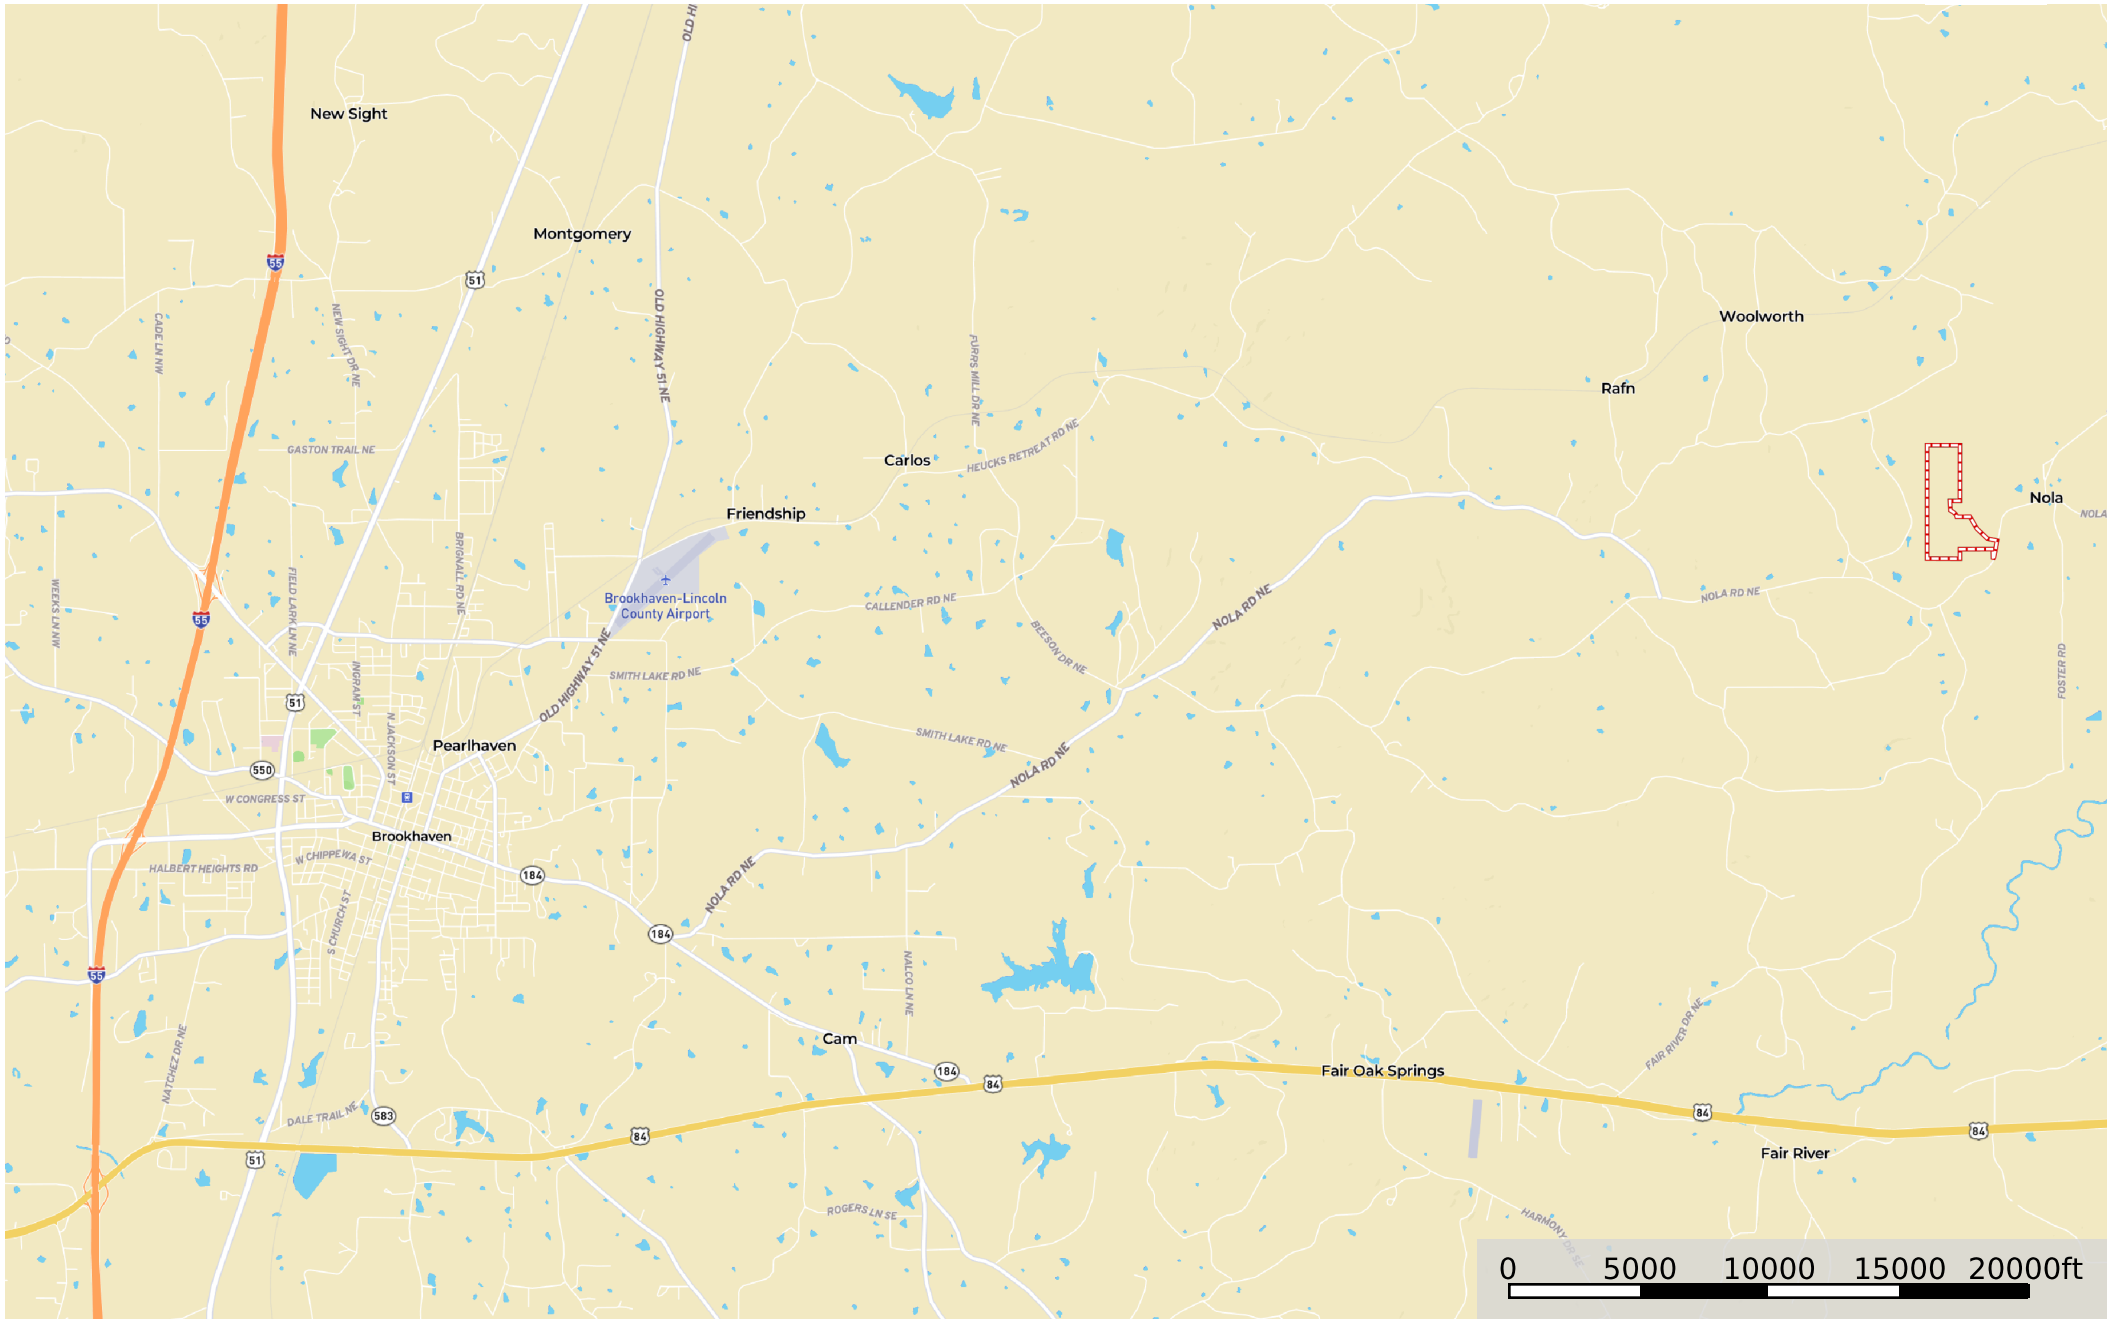 OLD HI
New Sight
Montgomery
55
51
CADE LN NW
NEW SIGHT DR NE
OLD HIGHWAY 51 NE
FURRS MILL DR NE
Woolworth
Rafn
GASTON TRAIL NE
Carlos
HEUCKS RETREAT RD NE
Nola
NOLA
Friendship
BRIGNALL RD NE
WEEKS LN NW
FIELD LARK LN NE
Brookhaven-Lincoln
County Airport
CALLENDER RD NE
NOLA RD NE
NOLA RD NE
55
BEESON DR NE
OLD HIGHWAY 51 NE
SMITH LAKE RD NE
INGRAM ST
FOSTER RD
51
N JACKSON ST
Pearlhaven
SMITH LAKE RD NE
NOLA RD NE
550
W CONGRESS ST
Brookhaven
W CHIPPEWA ST
HALBERT HEIGHTS RD
184
NOLA RD NE
S CHURCH ST
184
55
NALCO LN NE
NATCHEZ DR NE
Cam
FAIR RIVER DR NE
184
84
Fair Oak Springs
DALE TRAIL NE
583
84
84
84
51
Fair River
ROGERS LN SE
HARMONY DR SE
0 5000 10000 15000 20000ft